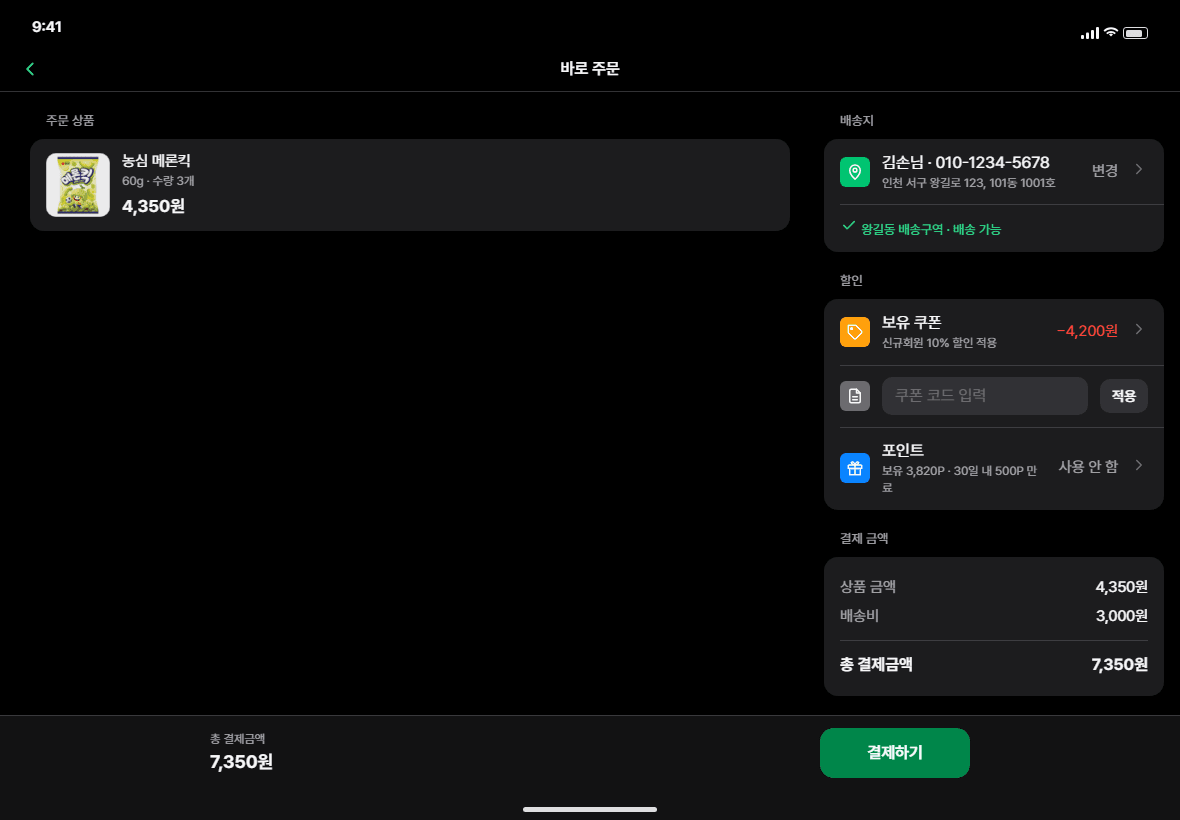 9:41
바로 주문
주문 상품
메론킥
농심 메론킥
60g · 수량 3개
4,350원
배송지
김손님 · 010-1234-5678
인천 서구 왕길로 123, 101동 1001호
변경
왕길동 배송구역 · 배송 가능
할인
보유 쿠폰
신규회원 10% 할인 적용
−4,200원
쿠폰 코드 입력
적용
포인트
보유 3,820P · 30일 내 500P 만
료
사용 안 함
결제 금액
상품 금액
4,350원
배송비
3,000원
총 결제금액
7,350원
총 결제금액
7,350원
결제하기